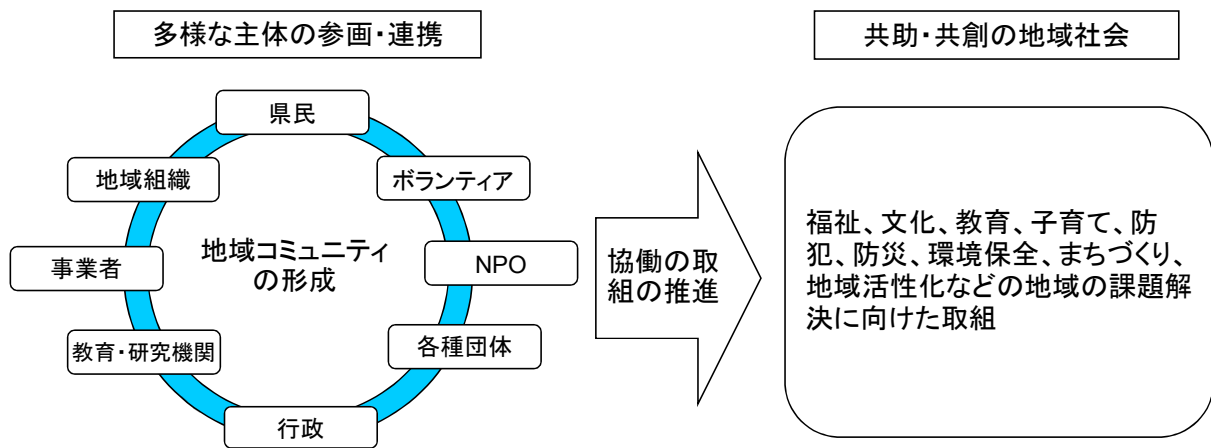 多様な主体の参画・連携
共助・共創の地域社会
県民
地域組織
ボランティア
地域コミュニティ
の形成
事業者
NPO
教育・研究機関
各種団体
行政
協働の取
組の推進
福祉、文化、教育、子育て、防
犯、防災、環境保全、まちづくり、
地域活性化などの地域の課題解
決に向けた取組